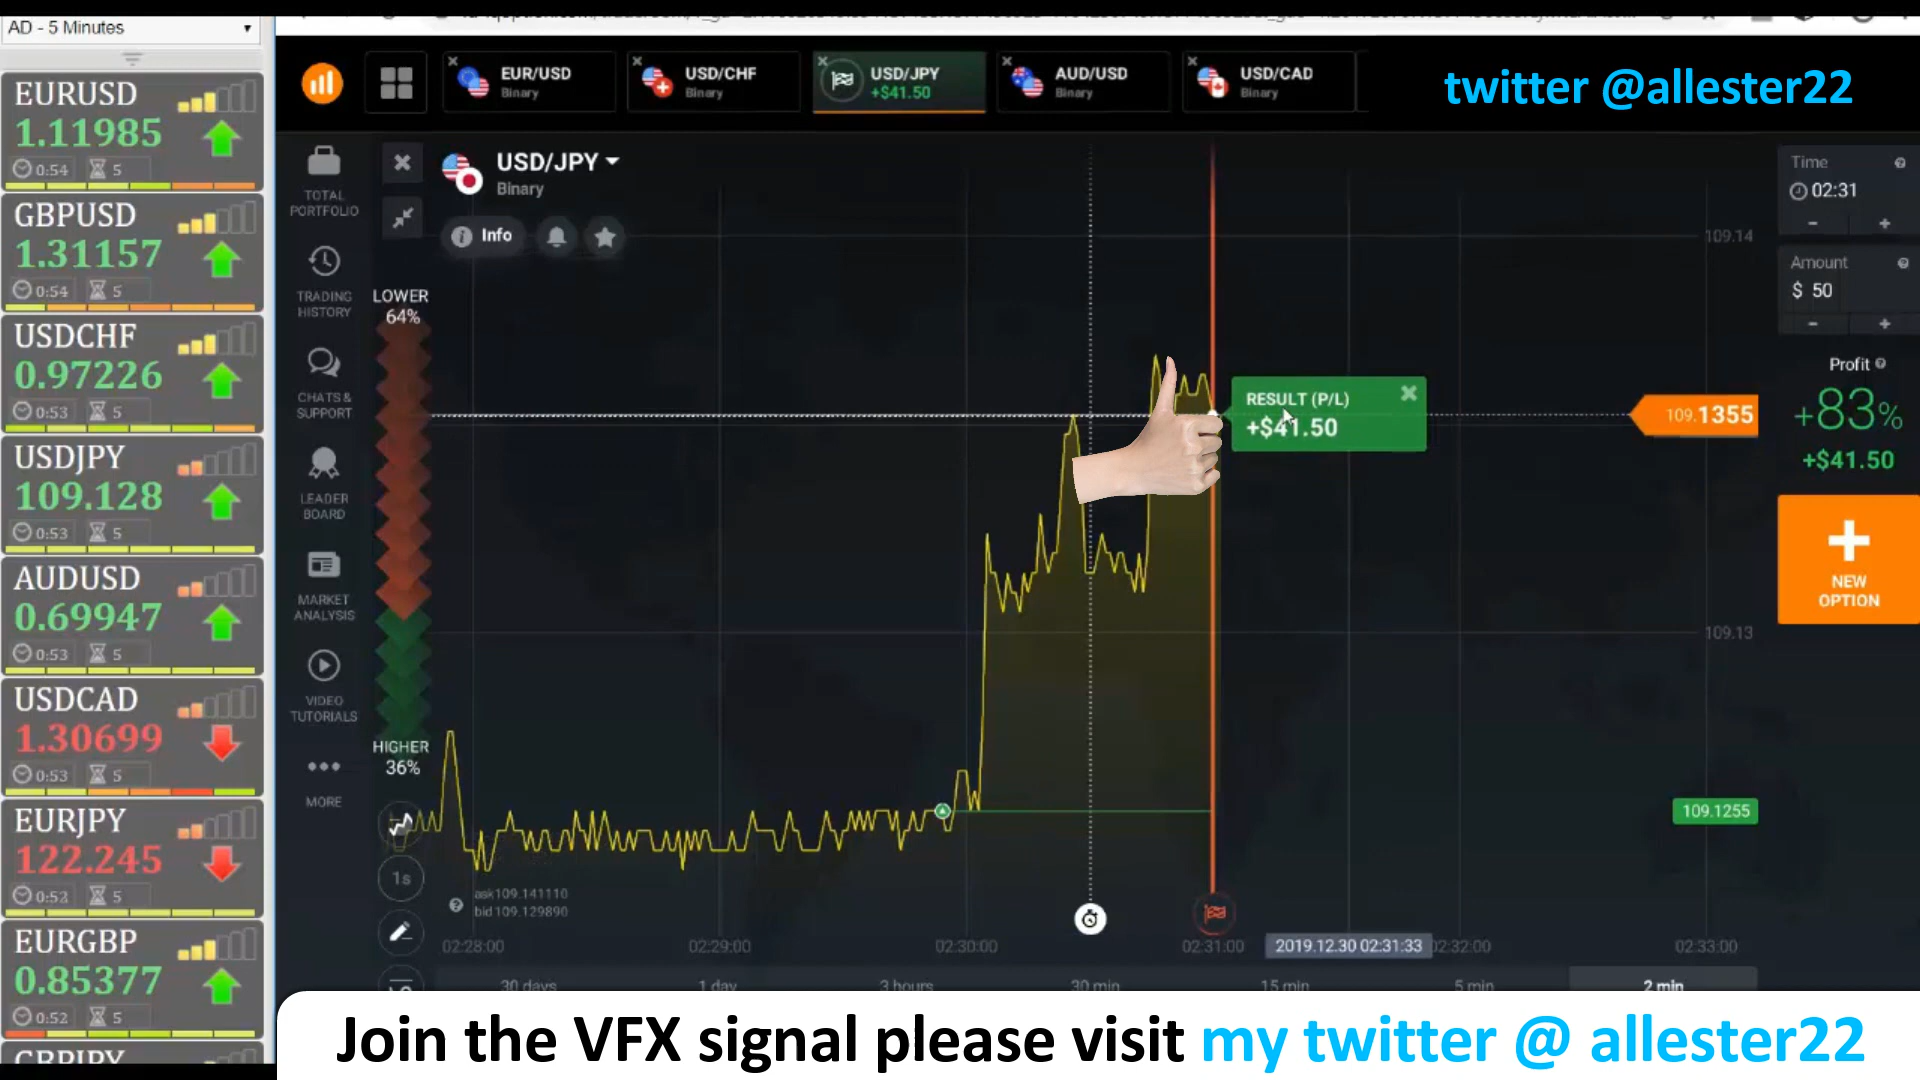 AD - 5 Minutes
EURUSD
1.11985
0:54 5
GBPUSD
1.31157
0:54 5
USDCHF
0.97226
0:53 5
USDJPY
109.128
0:53 5
AUDUSD
0.69947
0:53 5
USDCAD
1.30699
0:53 5
EURJPY
122.245
0:52 5
EURGBP
0.85377
0:52 5
GBPJPY
EUR/USD
Binary
USD/CHF
Binary
USD/JPY
+$41.50
AUD/USD
Binary
USD/CAD
Binary
twitter @allester22
TOTAL
PORTFOLIO
TRADING
HISTORY
CHATS &
SUPPORT
LEADER
BOARD
MARKET
ANALYSIS
VIDEO
TUTORIALS
MORE
USD/JPY
Binary
Info
LOWER
64%
HIGHER
36%
1s
ask109.141110
bid109.129890
RESULT (P/L)
+$41.50
109.14
109.1355
109.13
109.1255
02:28:00
02:29:00
02:30:00
02:31:00
2019.12.30 02:31:33
02:32:00
02:33:00
30 days
1 day
3 hours
30 min
15 min
5 min
2 min
Time
02:31
- +
Amount
$ 50
- +
Profit
+83%
+$41.50
NEW
OPTION
Join the VFX signal please visit my twitter @ allester22